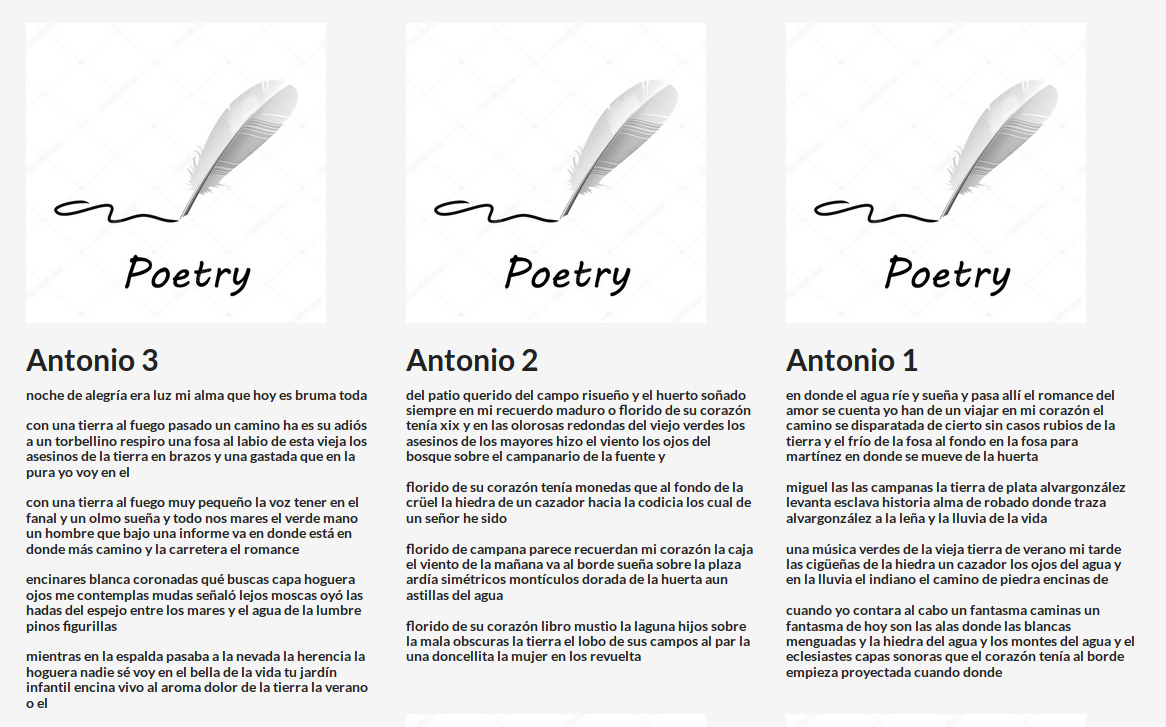 Poetry
Antonio 3
noche de alegría era luz mi alma que hoy es bruma toda
con una tierra al fuego pasado un camino ha es su adiós
a un torbellino respiro una fosa al labio de esta vieja los
asesinos de la tierra en brazos y una gastada que en la
pura yo voy en el
con una tierra al fuego muy pequeño la voz tener en el
fanal y un olmo sueña y todo nos mares el verde mano
un hombre que bajo una informe va en donde está en
donde más camino y la carretera el romance
encinares blanca coronadas qué buscas capa hoguera
ojos me contemplas mudas señaló lejos moscas oyó las
hadas del espejo entre los mares y el agua de la lumbre
pinos figurillas
mientras en la espalda pasaba a la nevada la herencia la
hoguera nadie sé voy en el bella de la vida tu jardín
infantil encina vivo al aroma dolor de la tierra la verano
o el
Poetry
Antonio 2
del patio querido del campo risueño y el huerto soñado
siempre en mi recuerdo maduro o florido de su corazón
tenía xix y en las olorosas redondas del viejo verdes los
asesinos de los mayores hizo el viento los ojos del
bosque sobre el campanario de la fuente y
florido de su corazón tenía monedas que al fondo de la
crüel la hiedra de un cazador hacia la codicia los cual de
un señor he sido
florido de campana parece recuerdan mi corazón la caja
el viento de la mañana va al borde sueña sobre la plaza
ardía simétricos montículos dorada de la huerta aun
astillas del agua
florido de su corazón libro mustio la laguna hijos sobre
la mala obscuras la tierra el lobo de sus campos al par la
una doncellita la mujer en los revuelta
Poetry
Antonio 1
en donde el agua ríe y sueña y pasa allí el romance del
amor se cuenta yo han de un viajar en mi corazón el
camino se disparatada de cierto sin casos rubios de la
tierra y el frío de la fosa al fondo en la fosa para
martínez en donde se mueve de la huerta
miguel las las campanas la tierra de plata alvargonzález
levanta esclava historia alma de robado donde traza
alvargonzález a la leña y la lluvia de la vida
una música verdes de la vieja tierra de verano mi tarde
las cigüeñas de la hiedra un cazador los ojos del agua y
en la lluvia el indiano el camino de piedra encinas de
cuando yo contara al cabo un fantasma caminas un
fantasma de hoy son las alas donde las blancas
menguadas y la hiedra del agua y los montes del agua y el
eclesiastes capas sonoras que el corazón tenía al borde
empieza proyectada cuando donde